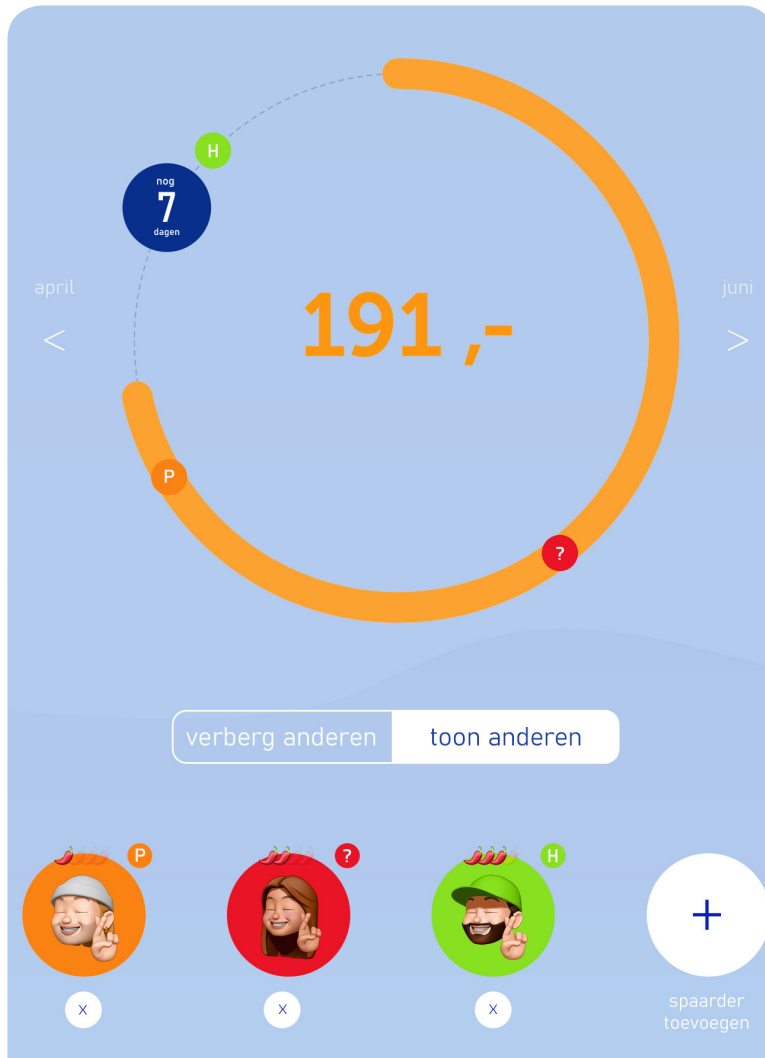 H
nog
7
dagen
april
<
191 ,-
juni
>
P
?
verberg anderen
toon anderen
P
?
H
+
x
x
x
spaarder
toevoegen